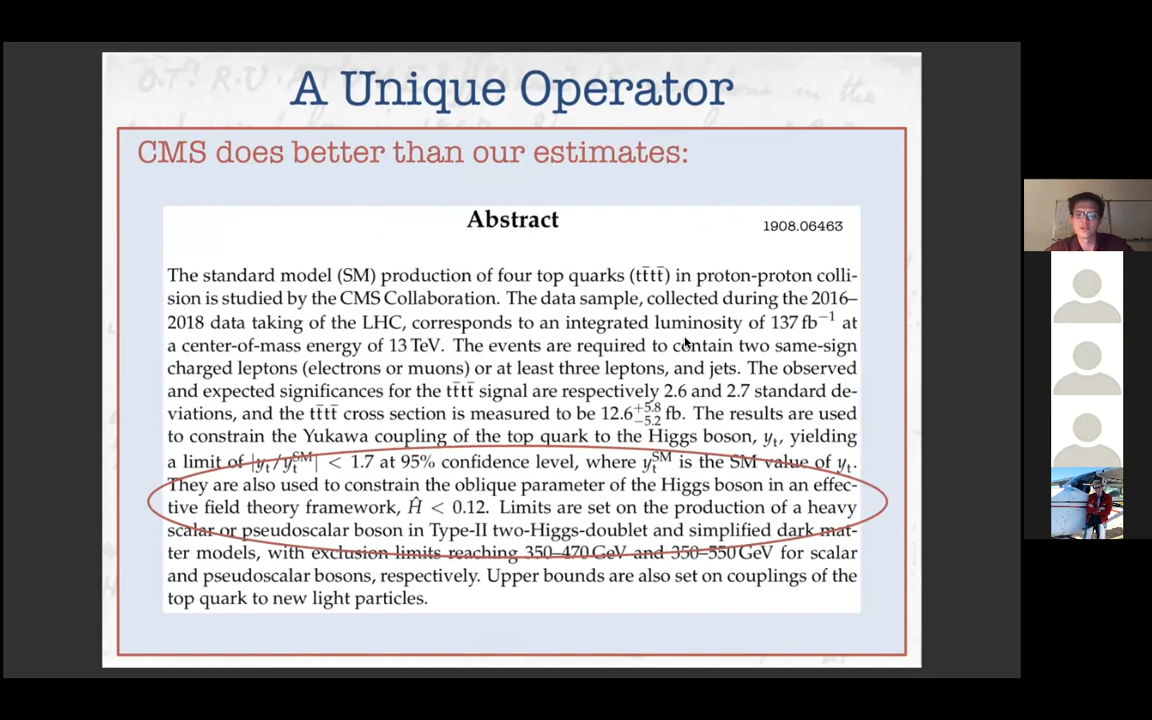 A Unique Operator
CMS does better than our estimates:
Abstract
1908.06463
The standard model (SM) production of four top quarks (tt̄tt̄) in proton-proton colli-
sion is studied by the CMS Collaboration. The data sample, collected during the 2016–
2018 data taking of the LHC, corresponds to an integrated luminosity of 137 fb⁻¹ at
a center-of-mass energy of 13 TeV. The events are required to contain two same-sign
charged leptons (electrons or muons) or at least three leptons, and jets. The observed
and expected significances for the tt̄tt̄ signal are respectively 2.6 and 2.7 standard de-
viations, and the tt̄tt̄ cross section is measured to be 12.6⁺⁵·⁸₋₅.₂ fb. The results are used
to constrain the Yukawa coupling of the top quark to the Higgs boson, yₜ, yielding
a limit of |yₜ/yₜˢᴹ| < 1.7 at 95% confidence level, where yₜˢᴹ is the SM value of yₜ.
They are also used to constrain the oblique parameter of the Higgs boson in an effec-
tive field theory framework, Ĥ < 0.12. Limits are set on the production of a heavy
scalar or pseudoscalar boson in Type-II two-Higgs-doublet and simplified dark mat-
ter models, with exclusion limits reaching 350–470 GeV and 350–550 GeV for scalar
and pseudoscalar bosons, respectively. Upper bounds are also set on couplings of the
top quark to new light particles.